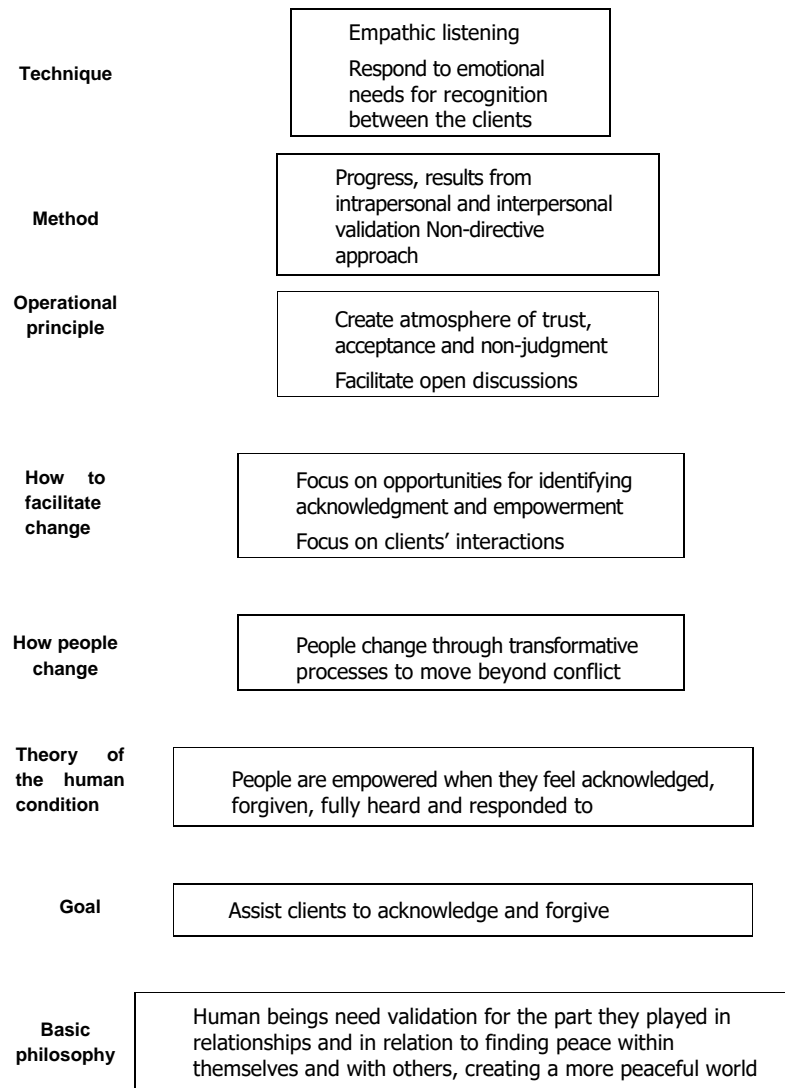 Technique
Empathic listening
Respond to emotional
needs for recognition
between the clients
Method
Progress, results from
intrapersonal and interpersonal
validation Non-directive
approach
Operational
principle
Create atmosphere of trust,
acceptance and non-judgment
Facilitate open discussions
How to
facilitate
change
Focus on opportunities for identifying
acknowledgment and empowerment
Focus on clients’ interactions
How people
change
People change through transformative
processes to move beyond conflict
Theory of
the human
condition
People are empowered when they feel acknowledged,
forgiven, fully heard and responded to
Goal
Assist clients to acknowledge and forgive
Basic
philosophy
Human beings need validation for the part they played in
relationships and in relation to finding peace within
themselves and with others, creating a more peaceful world